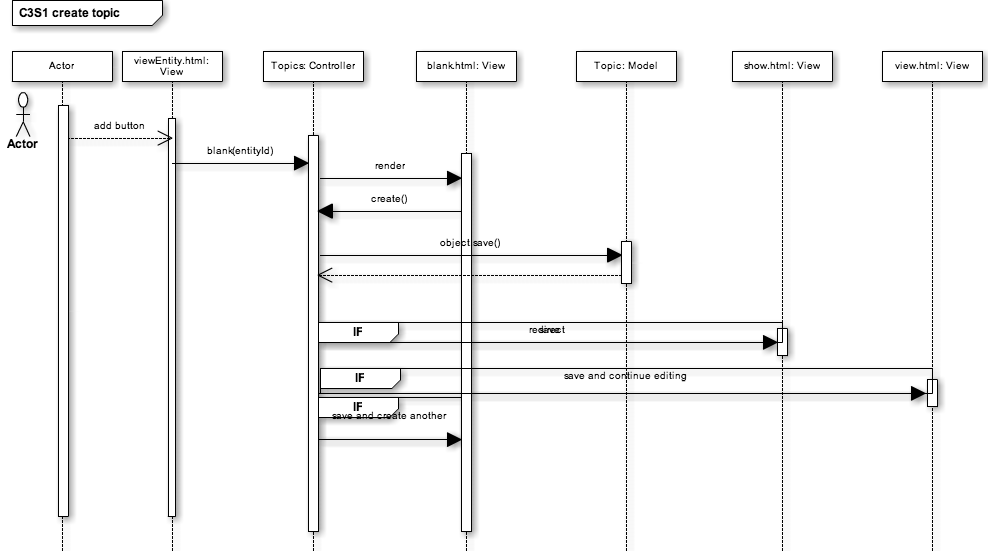 C3S1 create topic
Actor
viewEntity.html:
View
Topics: Controller
blank.html: View
Topic: Model
show.html: View
view.html: View
Actor
add button
blank(entityId)
render
create()
object.save()
IF
redirect
save
IF
save and continue editing
IF
save and create another